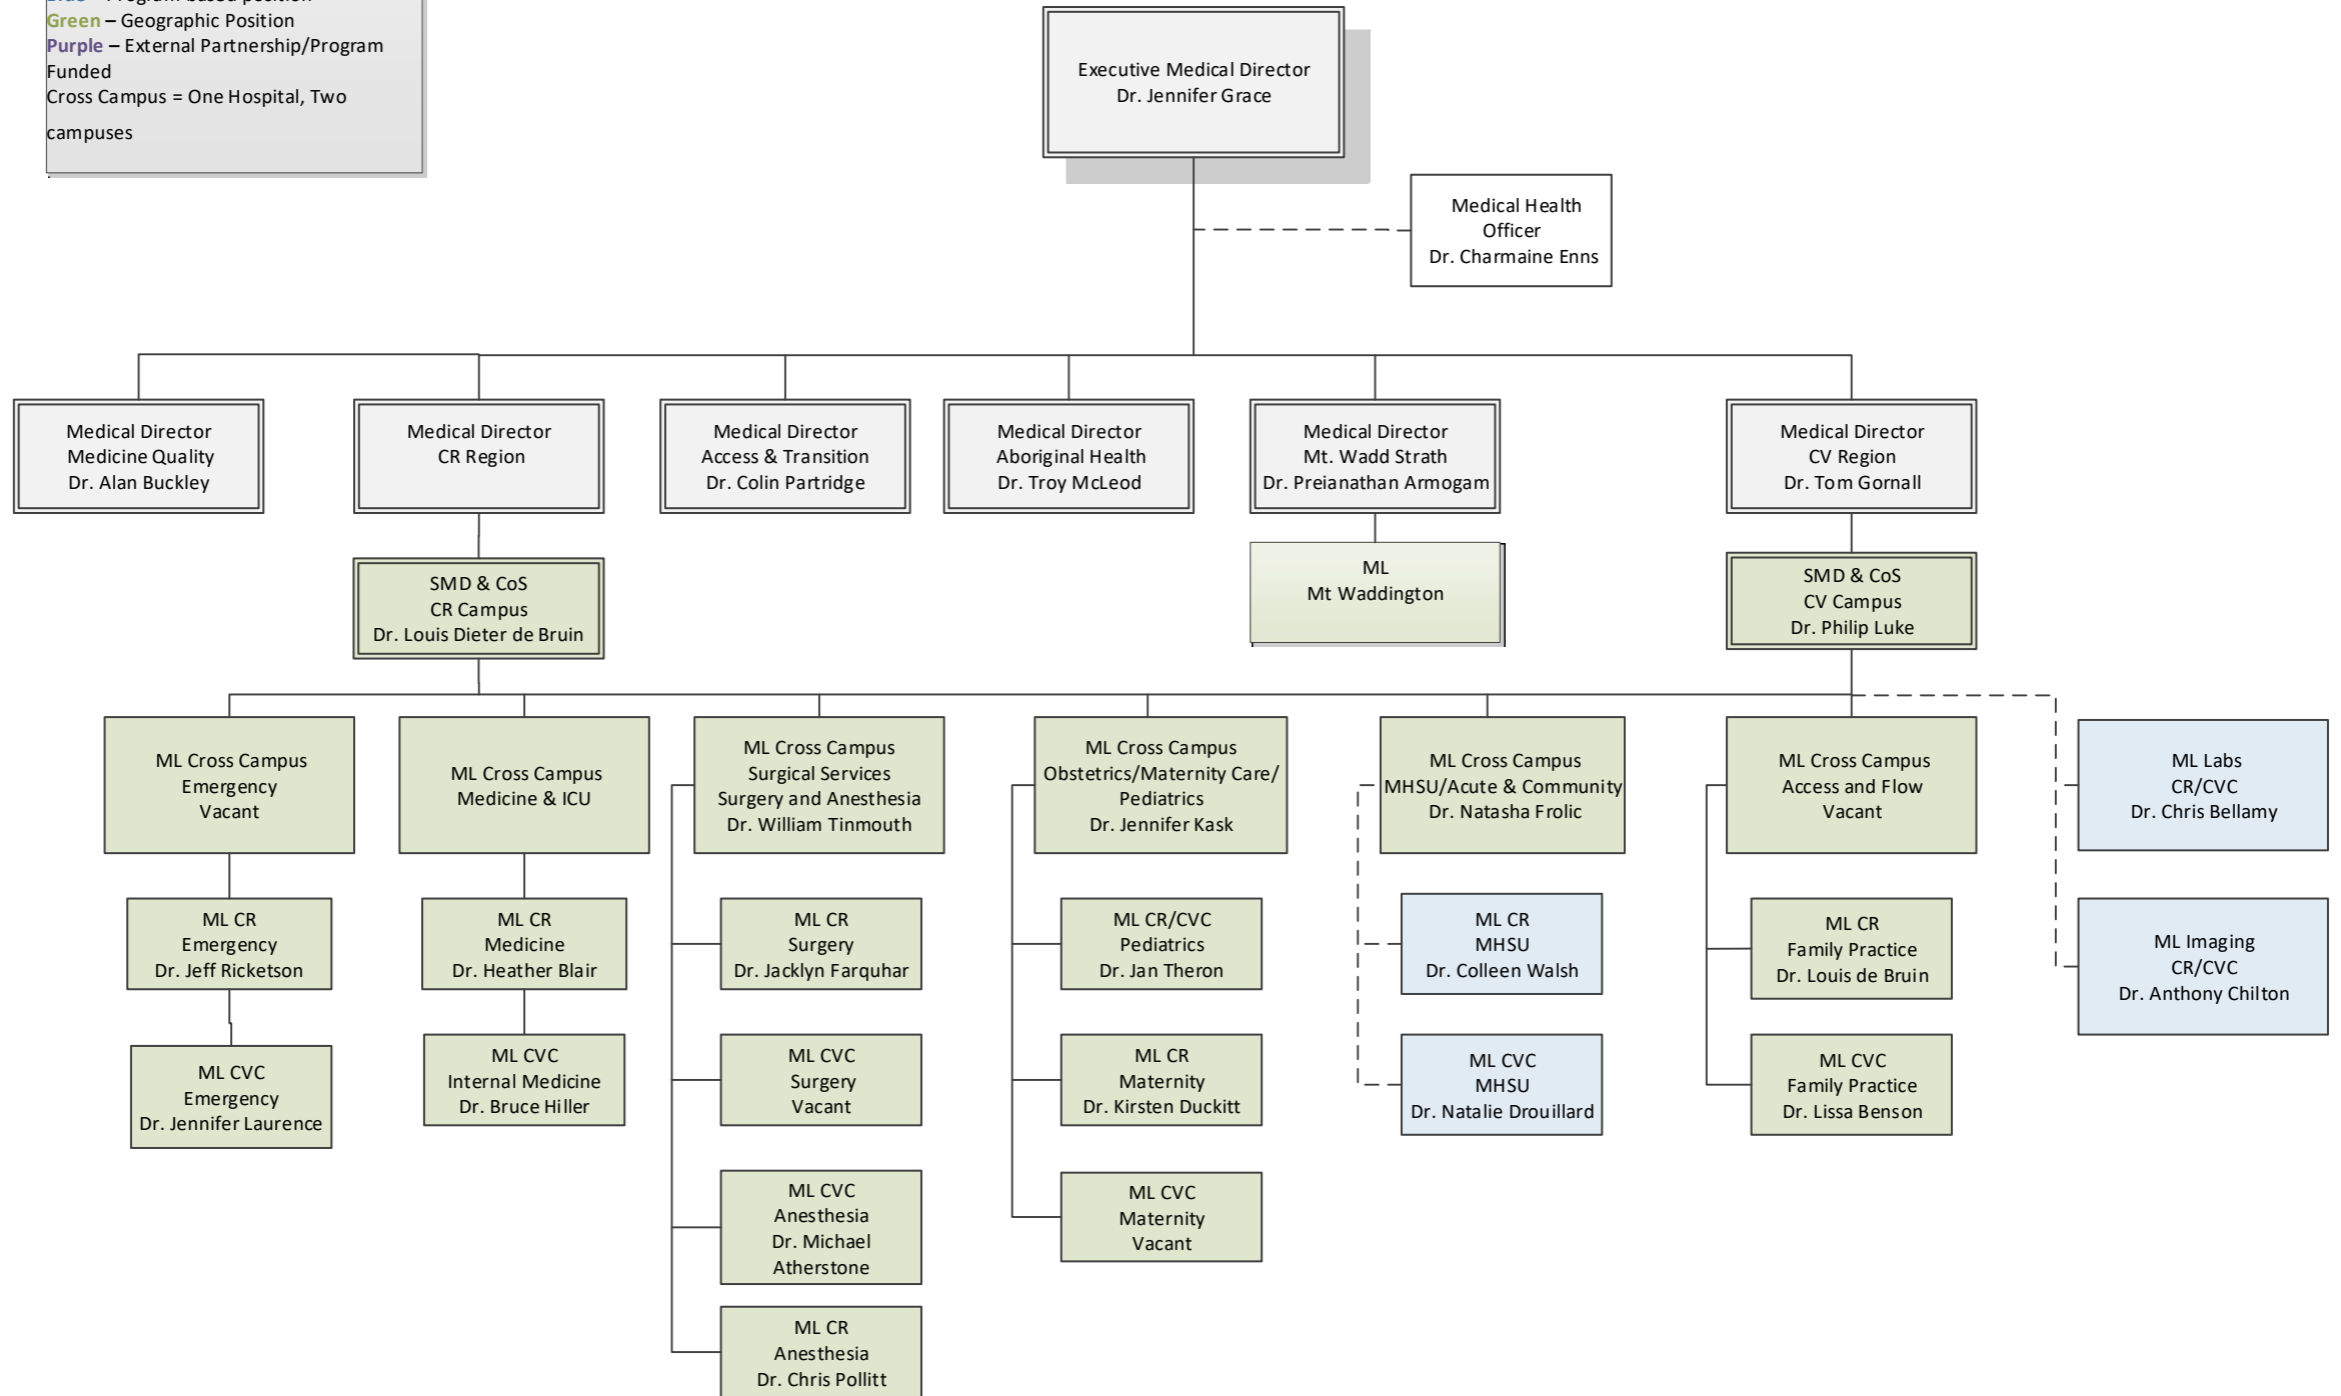 Green – Geographic Position
Purple – External Partnership/Program
Funded
Cross Campus = One Hospital, Two
campuses
Executive Medical Director
Dr. Jennifer Grace
Medical Health
Officer
Dr. Charmaine Enns
Medical Director
Medicine Quality
Dr. Alan Buckley
Medical Director
CR Region
Medical Director
Access & Transition
Dr. Colin Partridge
Medical Director
Aboriginal Health
Dr. Troy McLeod
Medical Director
Mt. Wadd Strath
Dr. Preianathan Armogam
Medical Director
CV Region
Dr. Tom Gornall
SMD & CoS
CR Campus
Dr. Louis Dieter de Bruin
ML
Mt Waddington
SMD & CoS
CV Campus
Dr. Philip Luke
ML Cross Campus
Emergency
Vacant
ML Cross Campus
Medicine & ICU
ML Cross Campus
Surgical Services
Surgery and Anesthesia
Dr. William Tinmouth
ML Cross Campus
Obstetrics/Maternity Care/
Pediatrics
Dr. Jennifer Kask
ML Cross Campus
MHSU/Acute & Community
Dr. Natasha Frolic
ML Cross Campus
Access and Flow
Vacant
ML Labs
CR/CVC
Dr. Chris Bellamy
ML CR
Emergency
Dr. Jeff Ricketson
ML CR
Medicine
Dr. Heather Blair
ML CR
Surgery
Dr. Jacklyn Farquhar
ML CR/CVC
Pediatrics
Dr. Jan Theron
ML CR
MHSU
Dr. Colleen Walsh
ML CR
Family Practice
Dr. Louis de Bruin
ML Imaging
CR/CVC
Dr. Anthony Chilton
ML CVC
Emergency
Dr. Jennifer Laurence
ML CVC
Internal Medicine
Dr. Bruce Hiller
ML CVC
Surgery
Vacant
ML CR
Maternity
Dr. Kirsten Duckitt
ML CVC
MHSU
Dr. Natalie Drouillard
ML CVC
Family Practice
Dr. Lissa Benson
ML CVC
Anesthesia
Dr. Michael
Atherstone
ML CVC
Maternity
Vacant
ML CR
Anesthesia
Dr. Chris Pollitt